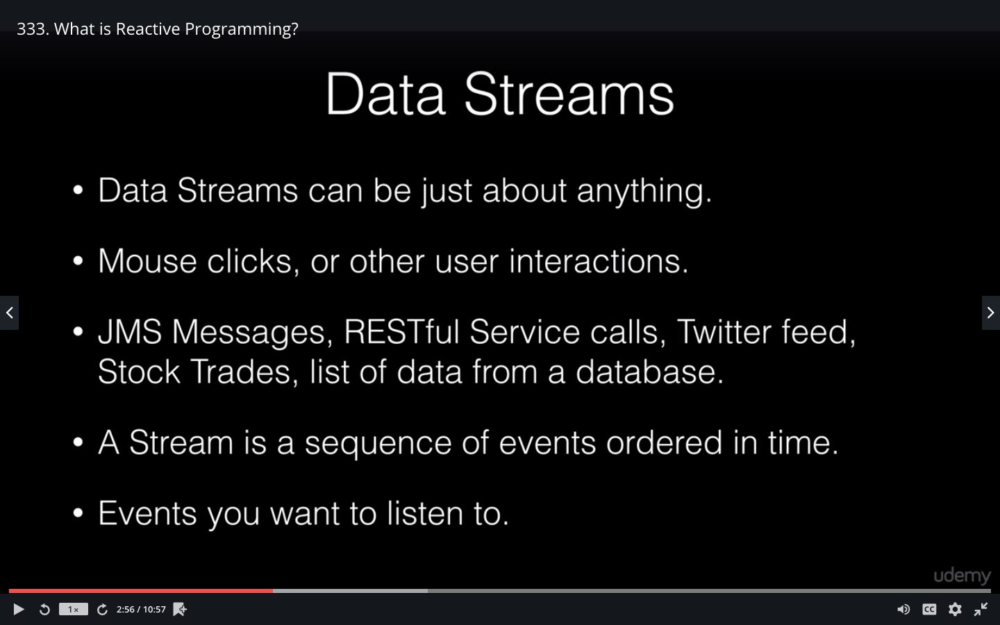 333. What is Reactive Programming?
Data Streams
• Data Streams can be just about anything.
• Mouse clicks, or other user interactions.
• JMS Messages, RESTful Service calls, Twitter feed,
Stock Trades, list of data from a database.
• A Stream is a sequence of events ordered in time.
• Events you want to listen to.
udemy
1× 2:56 / 10:57 CC